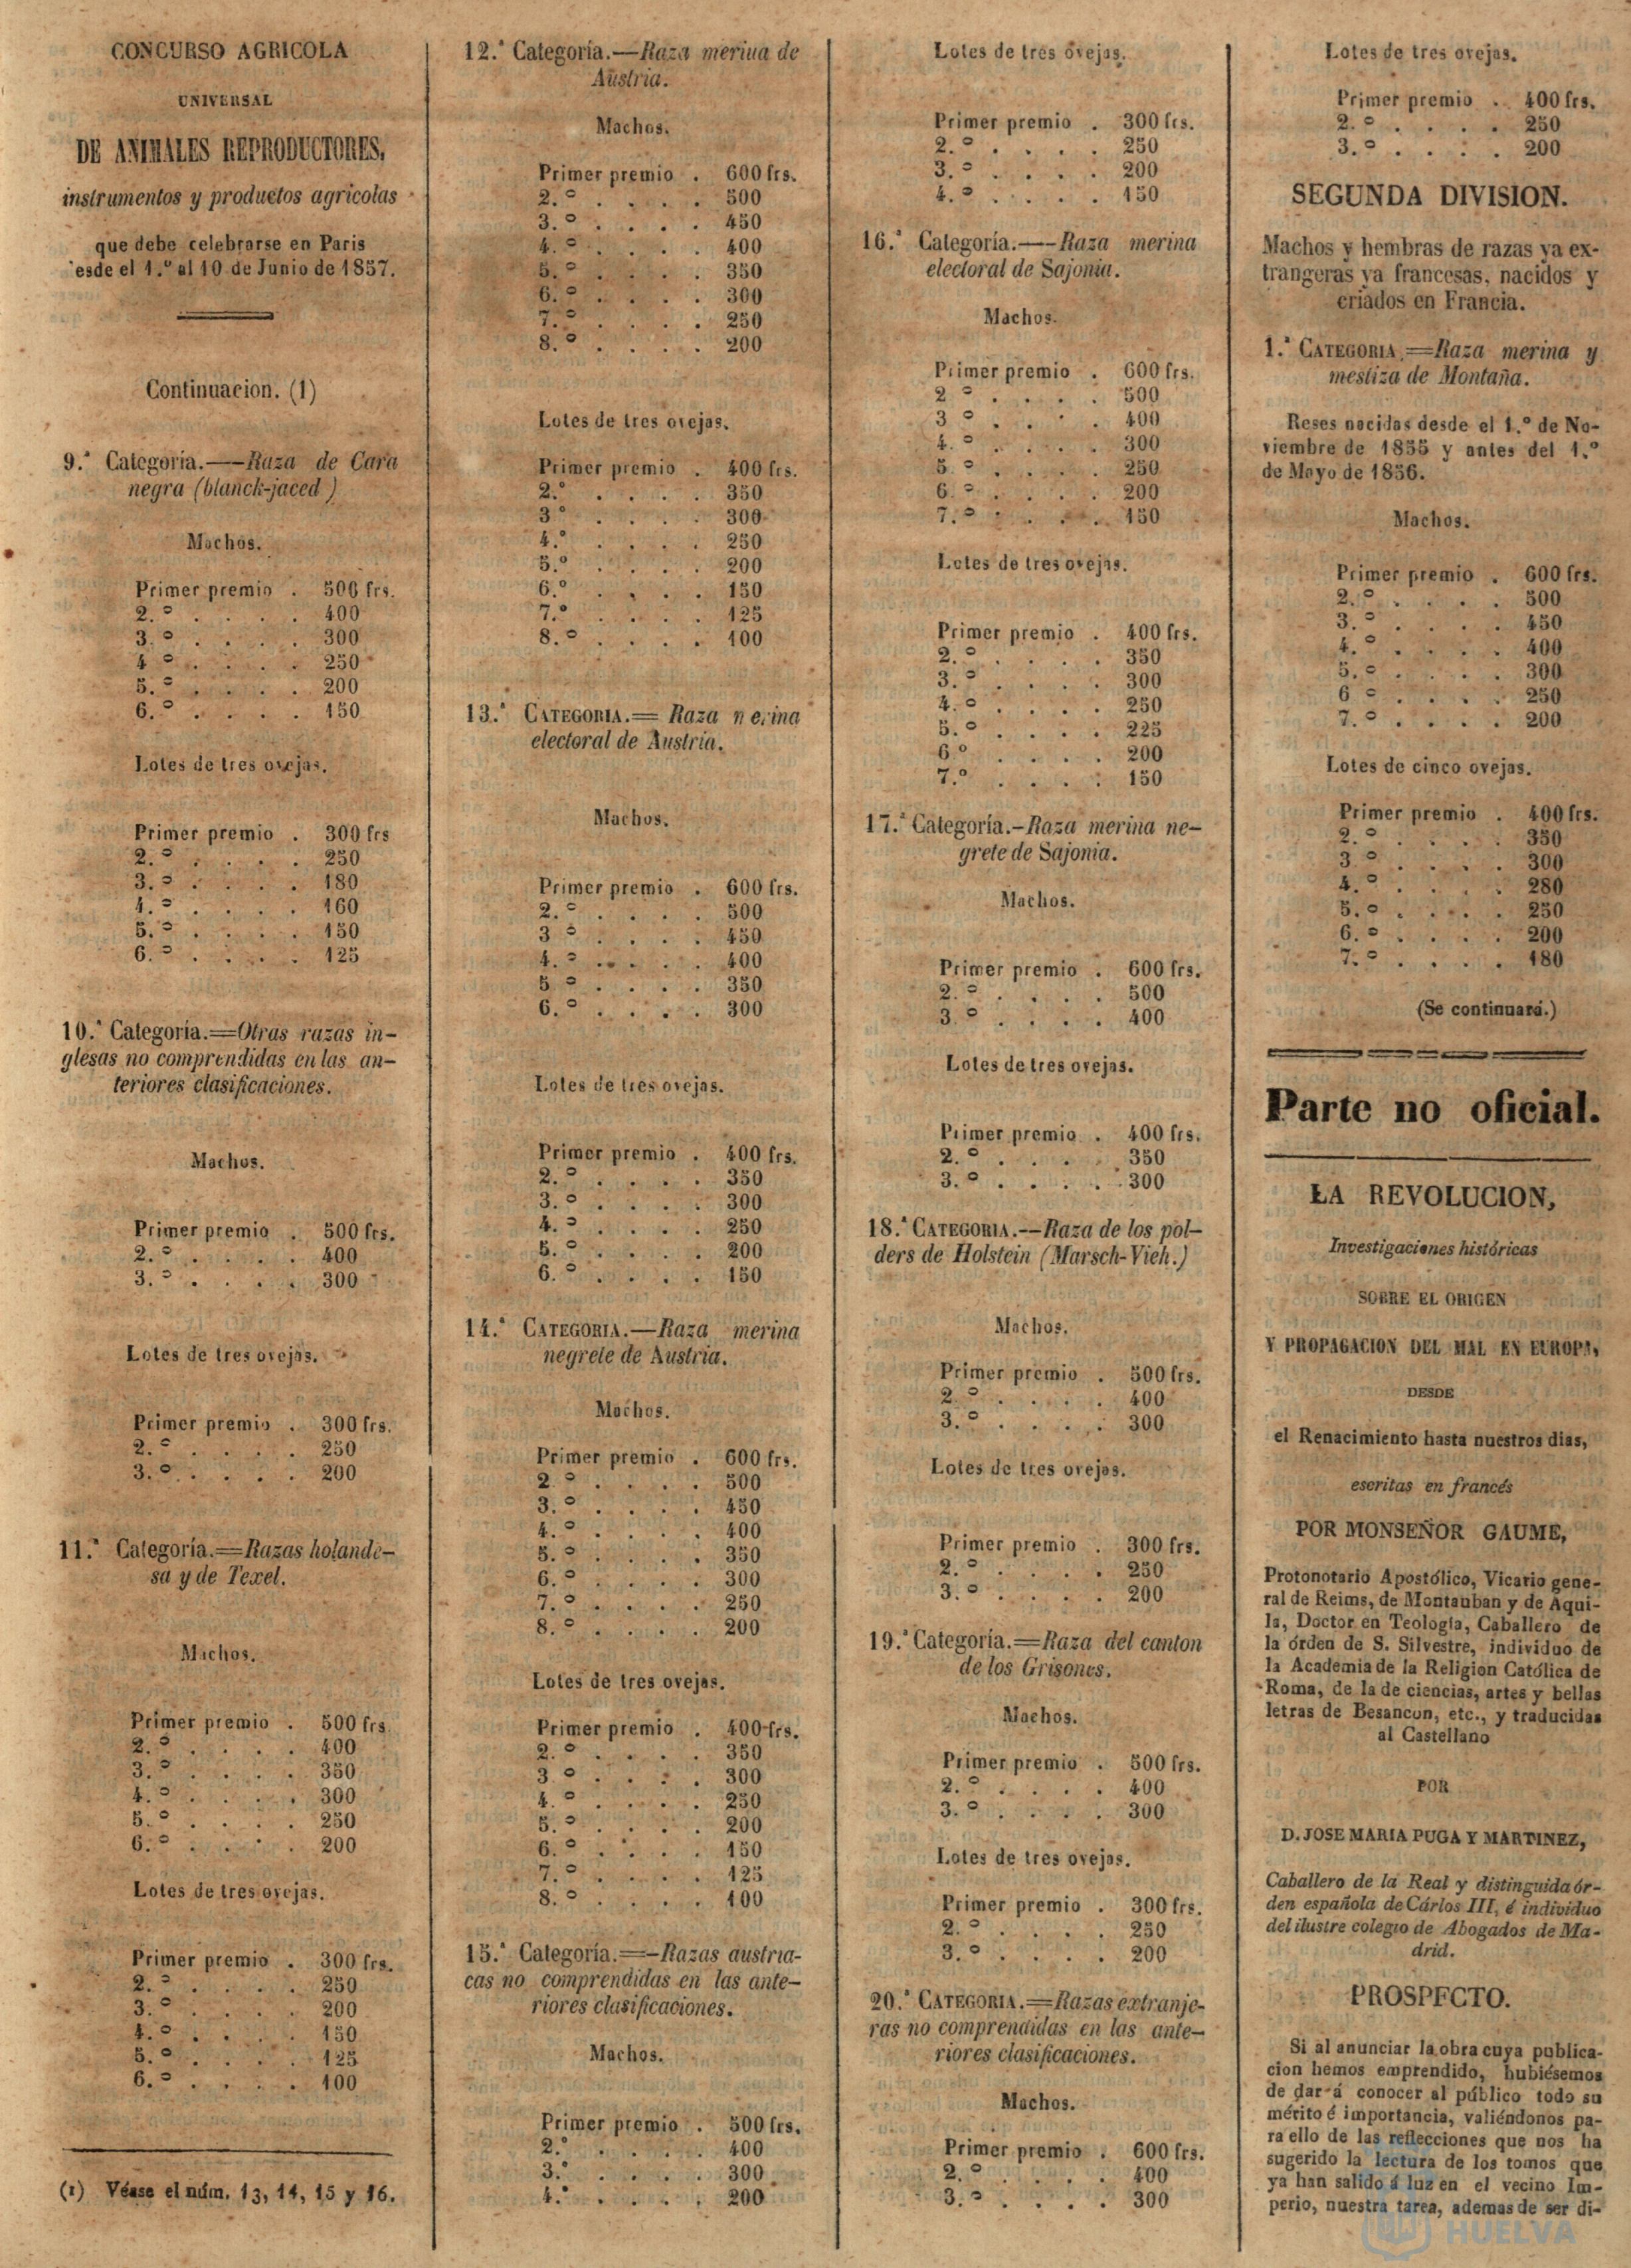 CONCURSO AGRICOLA
UNIVERSAL
DE ANIMALES REPRODUCTORES,
instrumentos y productos agricolas
que debe celebrarse en Paris
esde el 1.º al 10 de Junio de 1857.
Continuacion. (1)
9.ª Categoría.—Raza de Cara
negra (blanck-jaced )
Machos.
Primer premio . 500 frs.
2.º . . . . . 400
3.º . . . . . 300
4 º . . . . . 250
5.º . . . . . 200
6.º . . . . . 150
Lotes de tres ovejas.
Primer premio . 300 frs
2.º . . . . . 250
3.º . . . . . 180
4.º . . . . . 160
5.º . . . . . 150
6.º . . . . . 125
10.ª Categoría.=Otras razas in-
glesas no comprendidas en las an-
teriores clasificaciones.
Machos.
Primer premio . 500 frs.
2.º . . . . . 400
3.º . . . . . 300
Lotes de tres ovejas.
Primer premio . 300 frs.
2.º . . . . . 250
3.º . . . . . 200
11.ª Categoría.=Razas holande-
sa y de Texel.
Machos.
Primer premio . 500 frs.
2.º . . . . . 400
3.º . . . . . 350
4.º . . . . . 300
5.º . . . . . 250
6.º . . . . . 200
Lotes de tres ovejas.
Primer premio . 300 frs.
2.º . . . . . 250
3.º . . . . . 200
4.º . . . . . 150
5.º . . . . . 125
6.º . . . . . 100
(1) Véase el núm. 13, 14, 15 y 16.
12.ª Categoría.—Raza merina de
Austria.
Machos.
Primer premio . 600 frs.
2.º . . . . . 500
3.º . . . . . 450
4.º . . . . . 400
5.º . . . . . 350
6.º . . . . . 300
7.º . . . . . 250
8.º . . . . . 200
Lotes de tres ovejas.
Primer premio . 400 frs.
2.º . . . . . 350
3º . . . . . 300
4.º . . . . . 250
5.º . . . . . 200
6.º . . . . . 150
7.º . . . . . 125
8.º . . . . . 100
13.ª CATEGORIA.= Raza merina
electoral de Austria.
Machos.
Primer premio . 600 frs.
2.º . . . . . 500
3 º . . . . . 450
4.º . . . . . 400
5 º . . . . . 350
6.º . . . . . 300
Lotes de tres ovejas.
Primer premio . 400 frs.
2.º . . . . . 350
3.º . . . . . 300
4.º . . . . . 250
5.º . . . . . 200
6.º . . . . . 150
14.ª CATEGORIA.—Raza merina
negrete de Austria.
Machos.
Primer premio . 600 frs.
2 º . . . . . 500
3.º . . . . . 450
4.º . . . . . 400
5.º . . . . . 350
6.º . . . . . 300
7.º . . . . . 250
8.º . . . . . 200
Lotes de tres ovejas.
Primer premio . 400 frs.
2.º . . . . . 350
3 º . . . . . 300
4.º . . . . . 250
5.º . . . . . 200
6.º . . . . . 150
7.º . . . . . 125
8.º . . . . . 100
15.ª Categoría.=–Razas austria-
cas no comprendidas en las ante-
riores clasificaciones.
Machos.
Primer premio . 500 frs.
2.º . . . . . 400
3.º . . . . . 300
4.º . . . . . 200
Lotes de tres ovejas.
Primer premio . 300 frs.
2.º . . . . . 250
3.º . . . . . 200
4.º . . . . . 150
16.ª Categoría.—-Raza merina
electoral de Sajonia.
Machos.
Primer premio . 600 frs.
2 º . . . . . 500
3 º . . . . . 400
4.º . . . . . 300
5.º . . . . . 250
6.º . . . . . 200
7.º . . . . . 150
Lotes de tres ovejas.
Primer premio . 400 frs.
2.º . . . . . 350
3.º . . . . . 300
4.º . . . . . 250
5.º . . . . . 225
6º . . . . . 200
7.º . . . . . 150
17.ª Categoría.–Raza merina ne-
grete de Sajonia.
Machos.
Primer premio . 600 frs.
2.º . . . . . 500
3.º . . . . . 400
Lotes de tres ovejas.
Primer premio . 400 frs.
2.º . . . . . 350
3.º . . . . . 300
18.ª CATEGORIA.--Raza de los pol-
ders de Holstein (Marsch-Vieh.)
Machos.
Primer premio . 500 frs.
2.º . . . . . 400
3.º . . . . . 300
Lotes de tres ovejas.
Primer premio . 300 frs.
2.º . . . . . 250
3.º . . . . . 200
19.ª Categoría.=Raza del canton
de los Grisones.
Machos.
Primer premio . 500 frs.
2.º . . . . . 400
3.º . . . . . 300
Lotes de tres ovejas.
Primer premio . 300 frs.
2.º . . . . . 250
3.º . . . . . 200
20.ª CATEGORIA.=Razas extranje-
ras no comprendidas en las ante-
riores clasificaciones.
Machos.
Primer premio . 600 frs.
2.º . . . . . 400
3.º . . . . . 300
Lotes de tres ovejas.
Primer premio . 400 frs.
2.º . . . . . 250
3.º . . . . . 200
SEGUNDA DIVISION.
Machos y hembras de razas ya ex-
trangeras ya francesas, nacidos y
criados en Francia.
1.ª CATEGORIA.=Raza merina y
mestiza de Montaña.
Reses nacidas desde el 1.º de No-
viembre de 1855 y antes del 1.º
de Mayo de 1856.
Machos.
Primer premio . 600 frs.
2.º . . . . . 500
3.º . . . . . 450
4.º . . . . . 400
5.º . . . . . 300
6 º . . . . . 250
7.º . . . . . 200
Lotes de cinco ovejas.
Primer premio . 400 frs.
2.º . . . . . 350
3 º . . . . . 300
4.º . . . . . 280
5.º . . . . . 250
6.º . . . . . 200
7.º . . . . . 180
(Se continuará.)
Parte no oficial.
LA REVOLUCION,
Investigaciones históricas
SOBRE EL ORIGEN
Y PROPAGACION DEL MAL EN EUROPA,
DESDE
el Renacimiento hasta nuestros dias,
escritas en francés
POR MONSEÑOR GAUME,
Protonotario Apostólico, Vicario gene-
ral de Reims, de Montauban y de Aqui-
la, Doctor en Teologia, Caballero de
la órden de S. Silvestre, individuo de
la Academia de la Religion Católica de
Roma, de la de ciencias, artes y bellas
letras de Besancon, etc., y traducidas
al Castellano
POR
D. JOSE MARIA PUGA Y MARTINEZ,
Caballero de la Real y distinguida ór-
den española de Cárlos III, é individuo
del ilustre colegio de Abogados de Ma-
drid.
PROSPECTO.
Si al anunciar la obra cuya publica-
cion hemos emprendido, hubiésemos
de dar á conocer al público todo su
mérito é importancia, valiéndonos pa-
ra ello de las reflecciones que nos ha
sugerido la lectura de los tomos que
ya han salido á luz en el vecino Im-
perio, nuestra tarea, ademas de ser di-
HUELVA